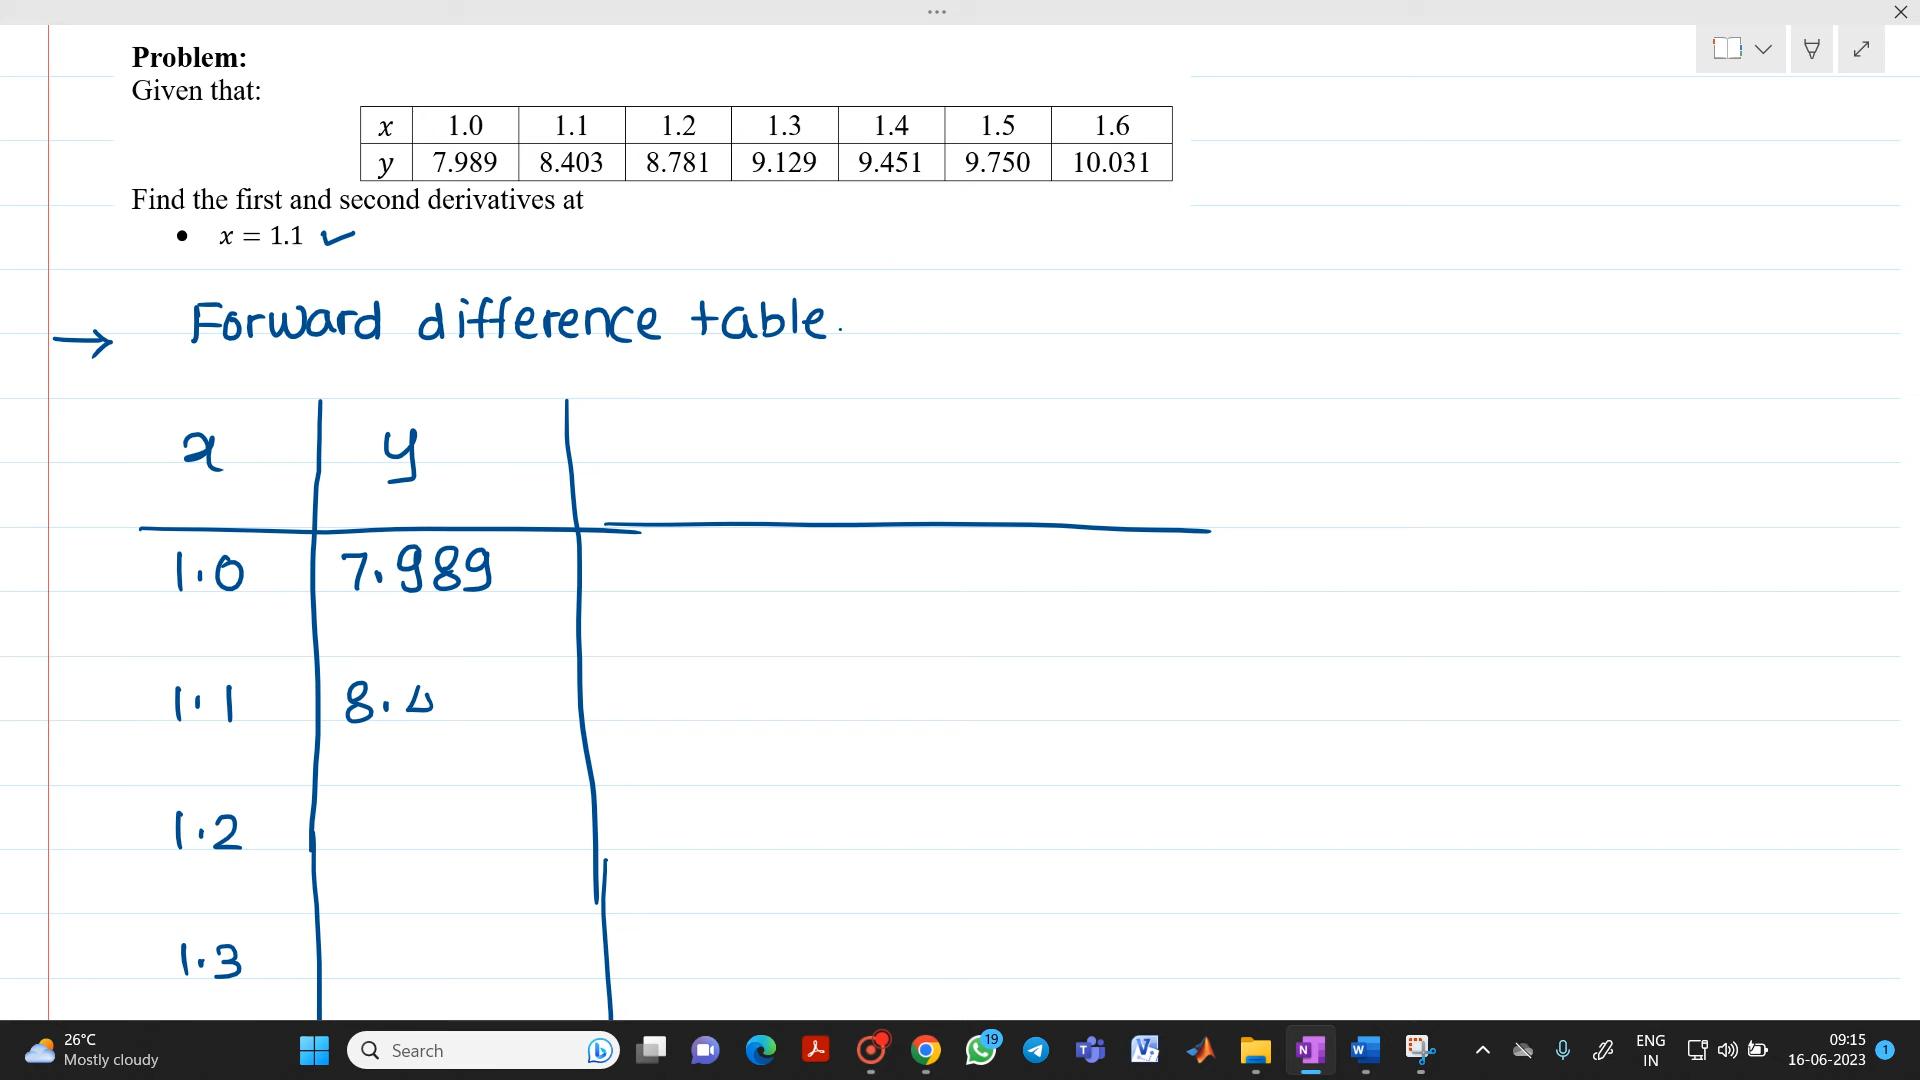 Problem:
Given that:
x 1.0 1.1 1.2 1.3 1.4 1.5 1.6
y 7.989 8.403 8.781 9.129 9.451 9.750 10.031
Find the first and second derivatives at
• x = 1.1 ✓
→ Forward difference table.
x y
1.0 7.989
1.1 8.4
1.2
1.3
26°C
Mostly cloudy
Search
19
ENG
IN
09:15
16-06-2023
1